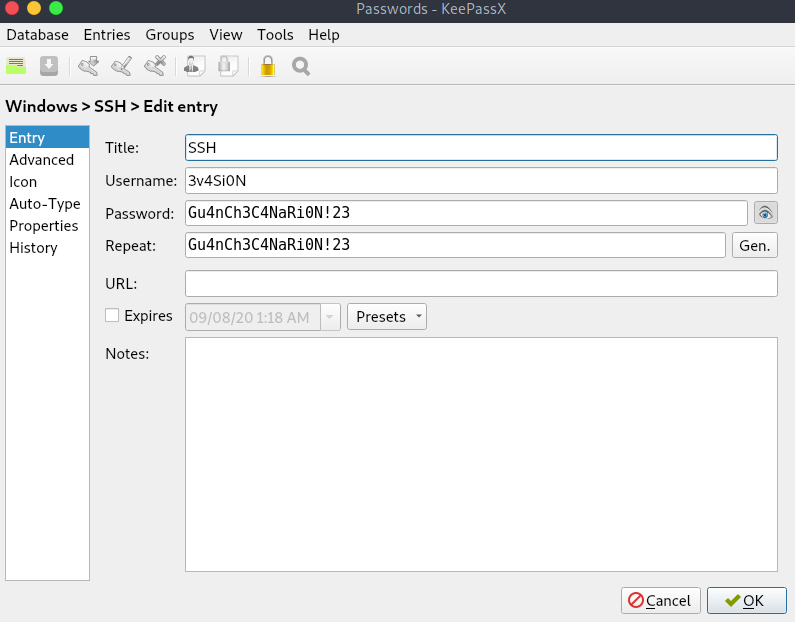 Passwords - KeePassX
Database Entries Groups View Tools Help
Windows > SSH > Edit entry
Entry
Advanced
Icon
Auto-Type
Properties
History
Title: SSH
Username: 3v4Si0N
Password: Gu4nCh3C4NaRi0N!23
Repeat: Gu4nCh3C4NaRi0N!23 Gen.
URL:
Expires 09/08/20 1:18 AM Presets
Notes:
Cancel OK